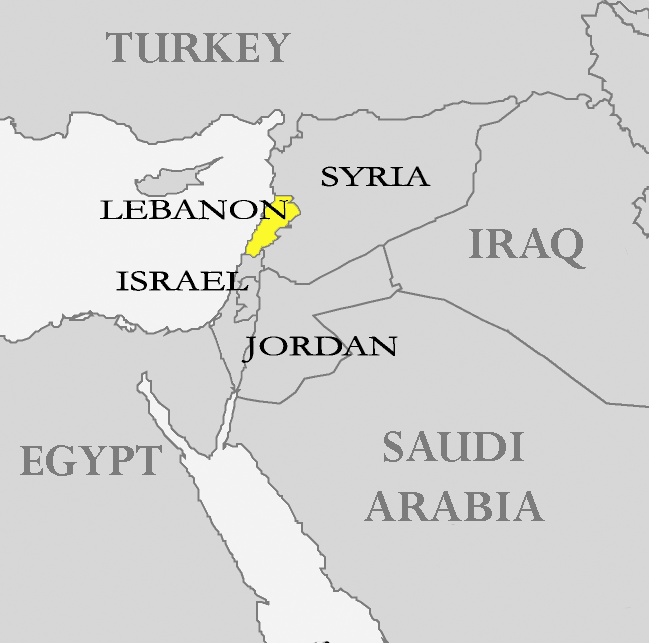 TURKEY
SYRIA
LEBANON
IRAQ
ISRAEL
JORDAN
EGYPT
SAUDI
ARABIA